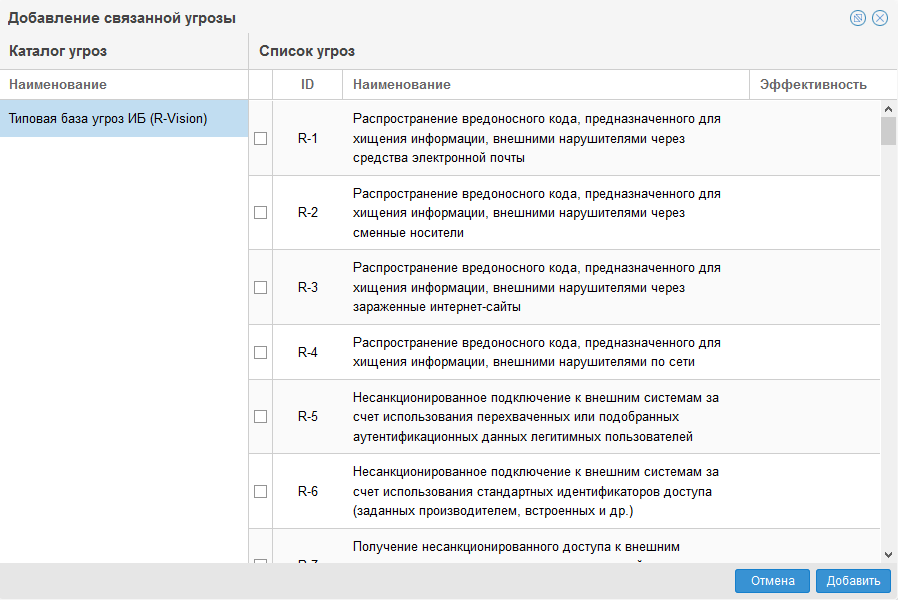 Добавление связанной угрозы
Каталог угроз
Список угроз
Наименование
ID
Наименование
Эффективность
Типовая база угроз ИБ (R-Vision)
R-1
Распространение вредоносного кода, предназначенного для
хищения информации, внешними нарушителями через
средства электронной почты
R-2
Распространение вредоносного кода, предназначенного для
хищения информации, внешними нарушителями через
сменные носители
R-3
Распространение вредоносного кода, предназначенного для
хищения информации, внешними нарушителями через
зараженные интернет-сайты
R-4
Распространение вредоносного кода, предназначенного для
хищения информации, внешними нарушителями по сети
R-5
Несанкционированное подключение к внешним системам за
счет использования перехваченных или подобранных
аутентификационных данных легитимных пользователей
R-6
Несанкционированное подключение к внешним системам за
счет использования стандартных идентификаторов доступа
(заданных производителем, встроенных и др.)
R-7
Получение несанкционированного доступа к внешним
Отмена
Добавить